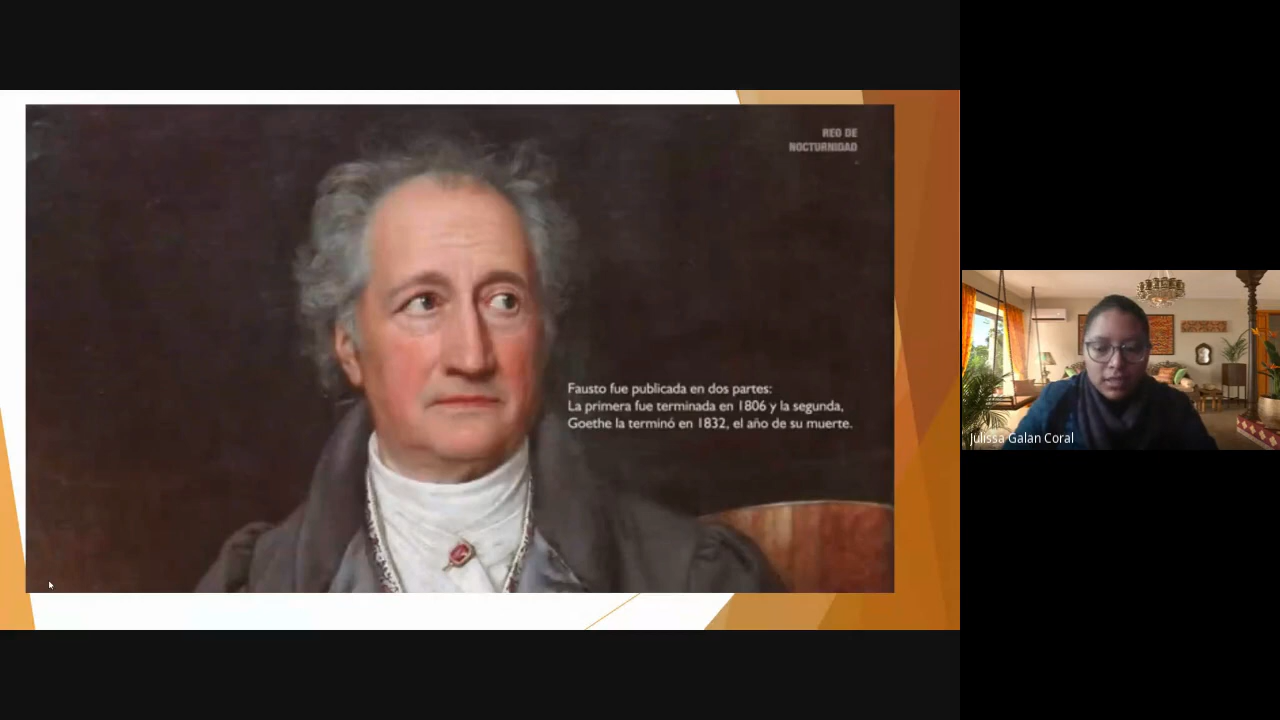 REO DE
NOCTURNIDAD
Fausto fue publicada en dos partes:
La primera fue terminada en 1806 y la segunda,
Goethe la terminó en 1832, el año de su muerte.
Julissa Galan Coral